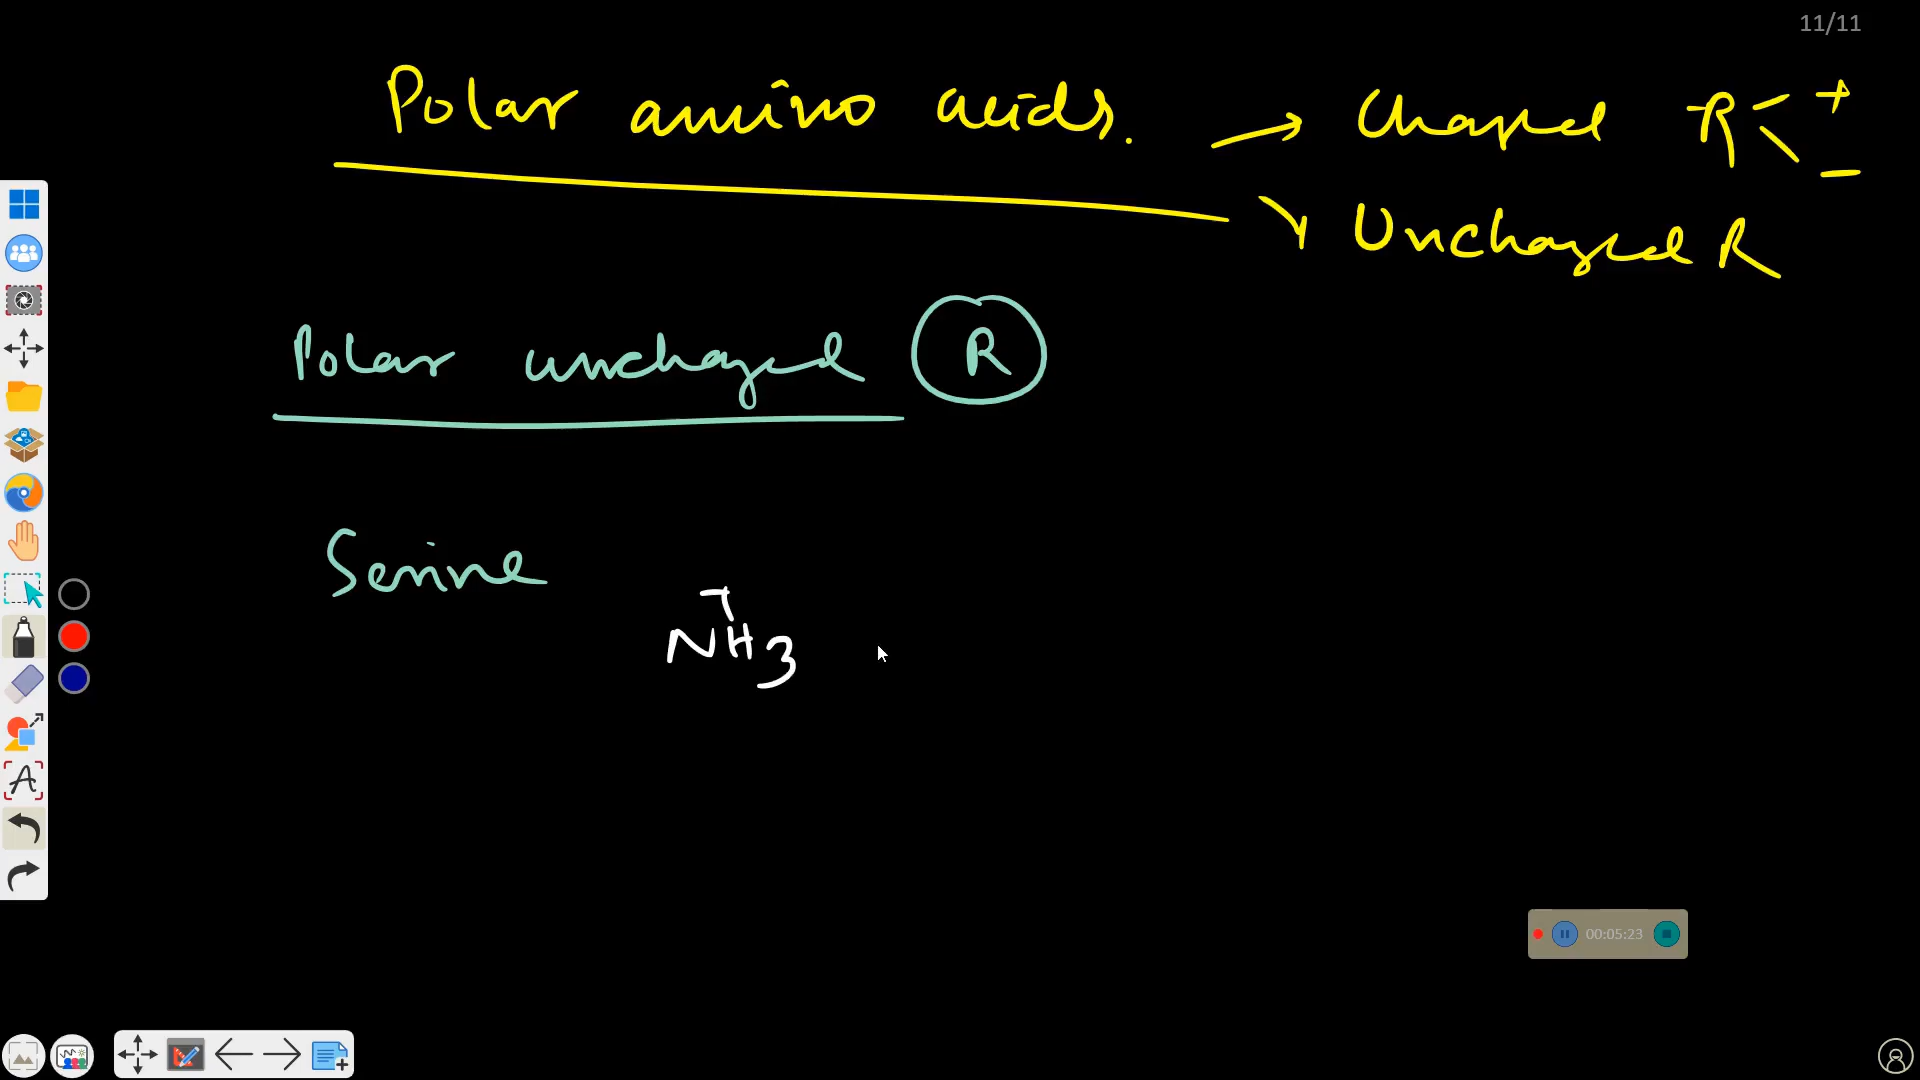 11/11
Polar amino acids. → Charged R < + -
↘ Uncharged R
Polar uncharged R
Serine
+
NH3
00:05:23